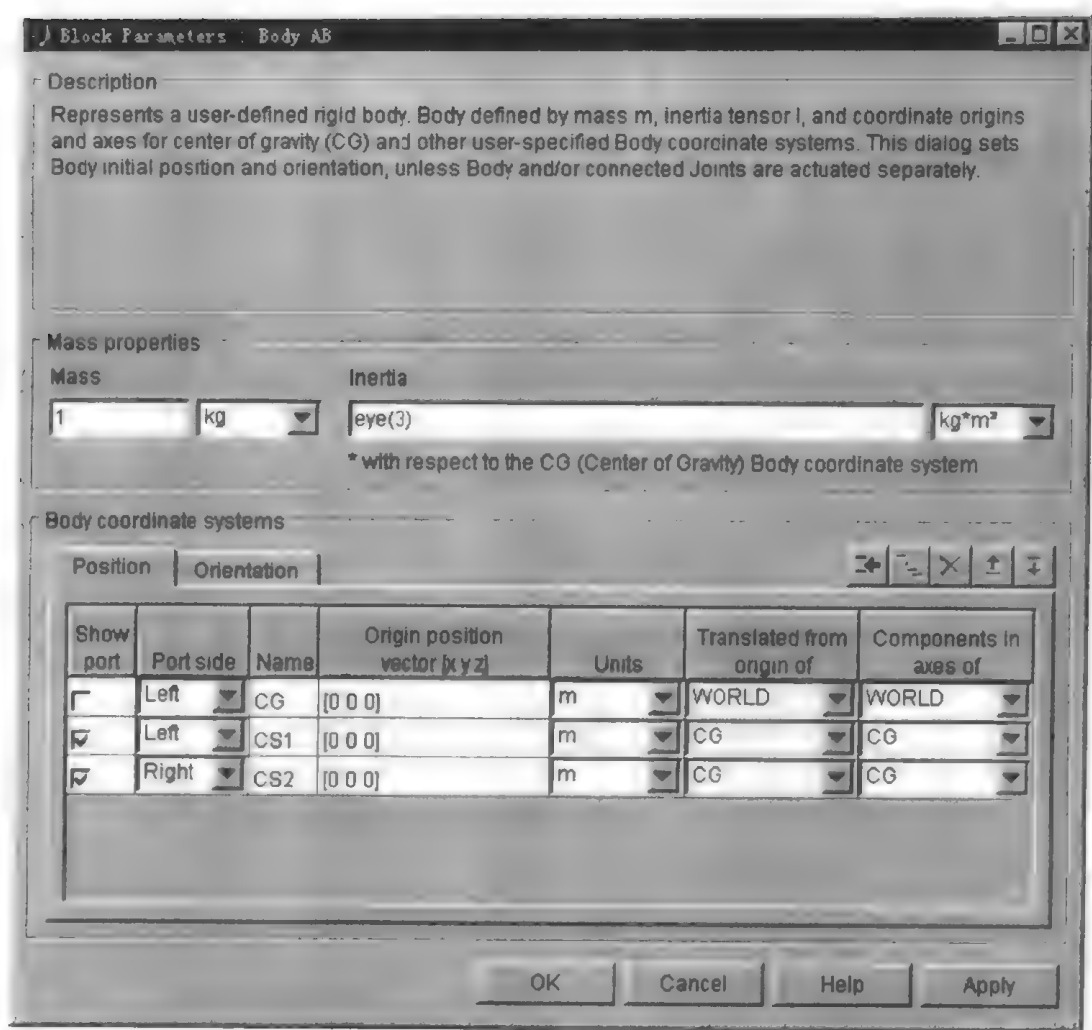 Block Parameters : Body AB
Description
Represents a user-defined rigid body. Body defined by mass m, inertia tensor I, and coordinate origins
and axes for center of gravity (CG) and other user-specified Body coordinate systems. This dialog sets
Body initial position and orientation, unless Body and/or connected Joints are actuated separately.
Mass properties
Mass
Inertia
1 kg eye(3) kg*m²
* with respect to the CG (Center of Gravity) Body coordinate system
Body coordinate systems
Position Orientation
Show port Port side Name Origin position vector [x y z] Units Translated from origin of Components in axes of
Left CG [0 0 0] m WORLD WORLD
Left CS1 [0 0 0] m CG CG
Right CS2 [0 0 0] m CG CG
OK Cancel Help Apply